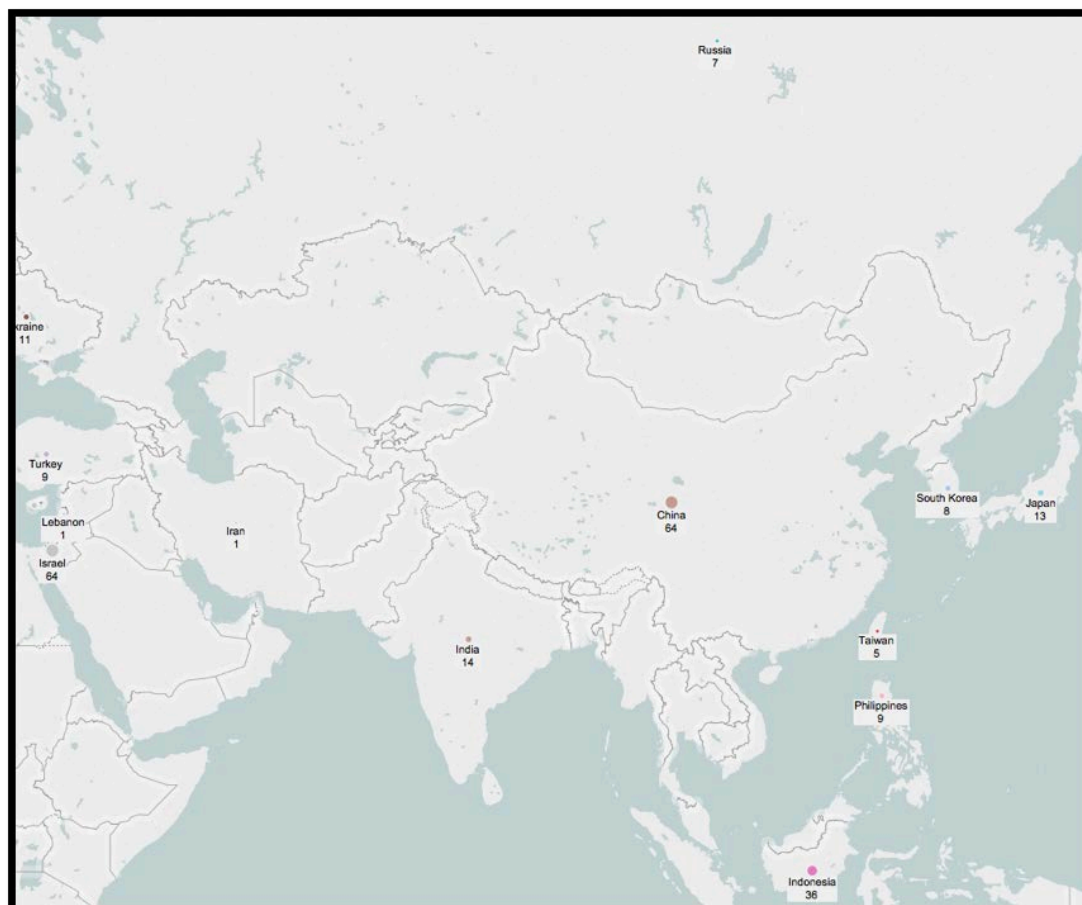 Russia
7
kraine
11
Turkey
9
Lebanon
1
Israel
64
Iran
1
China
64
South Korea
8
Japan
13
India
14
Taiwan
5
Philippines
9
Indonesia
36